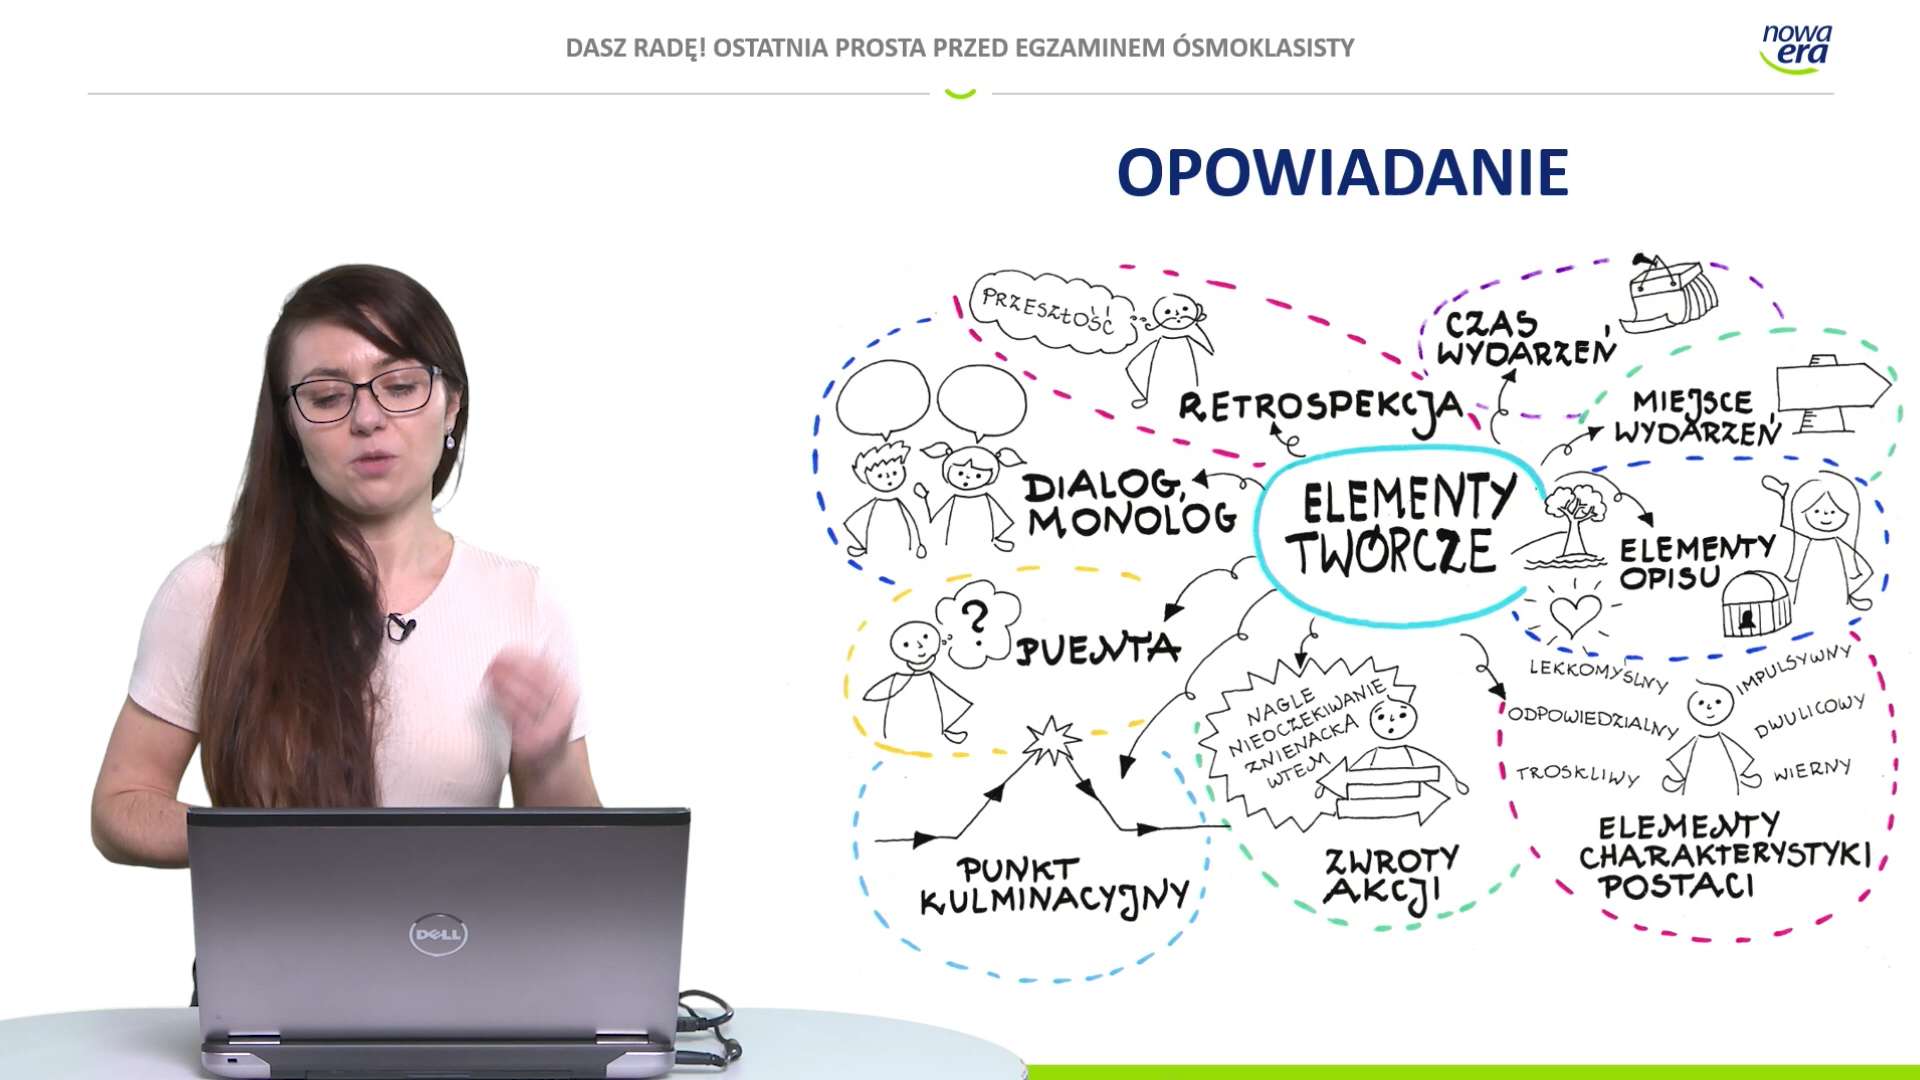 DASZ RADĘ! OSTATNIA PROSTA PRZED EGZAMINEM ÓSMOKLASISTY
nowa
era
OPOWIADANIE
PRZESZŁOŚĆ
RETROSPEKCJA
CZAS
WYDARZEŃ
MIEJSCE
WYDARZEŃ
DIALOG,
MONOLOG
ELEMENTY
TWÓRCZE
ELEMENTY
OPISU
?
PUENTA
NAGLE
NIEOCZEKIWANIE
ZNIENACKA
WTEM
ZWROTY
AKCJI
PUNKT
KULMINACYJNY
LEKKOMYSLNY
IMPULSYWNY
ODPOWIEDZIALNY
DWULICOWY
TROSKLIWY
WIERNY
ELEMENTY
CHARAKTERYSTYKI
POSTACI
DELL